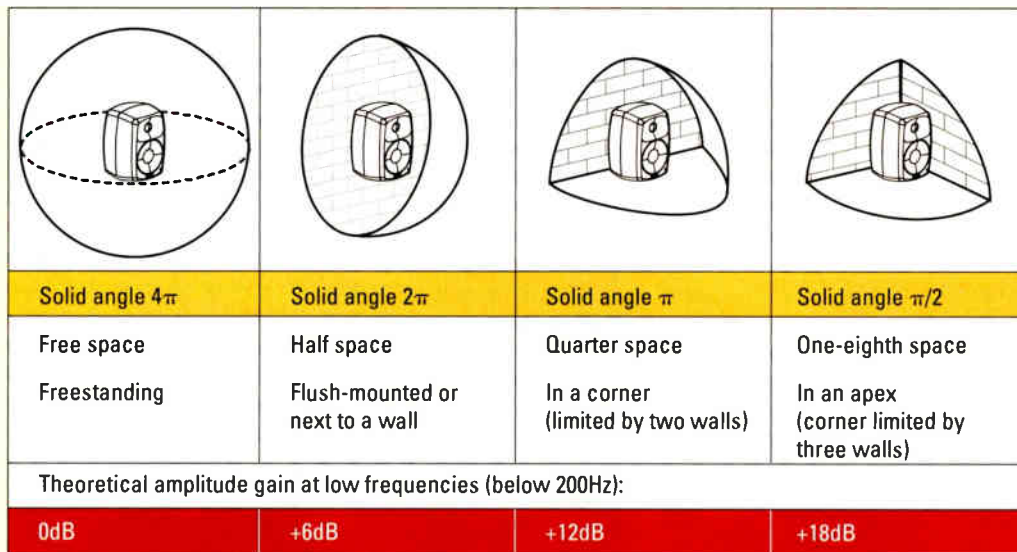 Solid angle 4π
Solid angle 2π
Solid angle π
Solid angle π/2
Free space
Half space
Quarter space
One-eighth space
Freestanding
Flush-mounted or
next to a wall
In a corner
(limited by two walls)
In an apex
(corner limited by
three walls)
Theoretical amplitude gain at low frequencies (below 200Hz):
0dB
+6dB
+12dB
+18dB